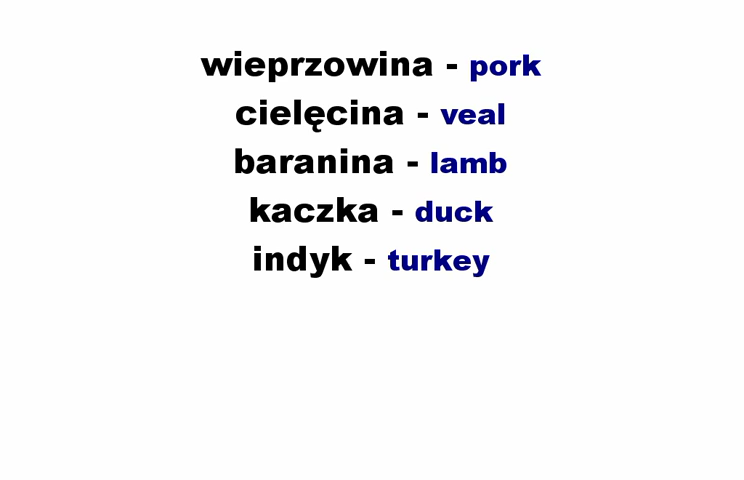 wieprzowina - pork
cielęcina - veal
baranina - lamb
kaczka - duck
indyk - turkey